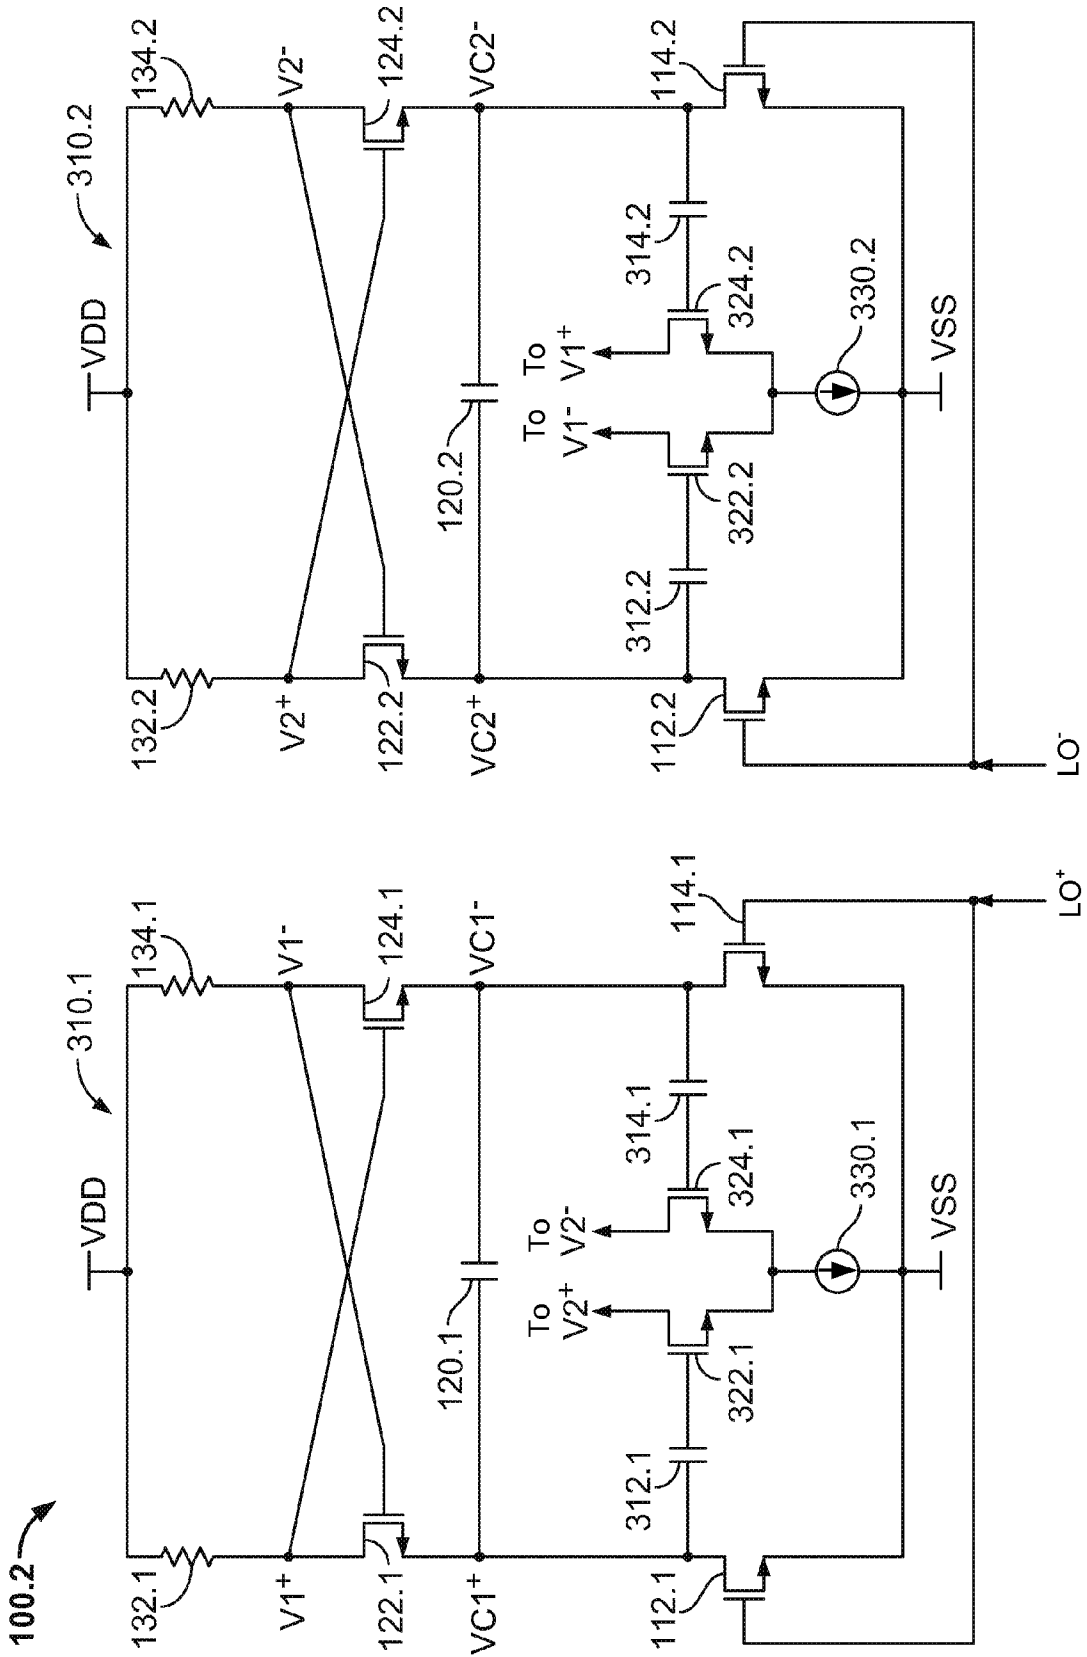 100.2
310.1
VDD
132.1
134.1
V1+
V1-
122.1
124.1
VC1+
VC1-
120.1
To
V2+
To
V2-
312.1
314.1
322.1
324.1
112.1
114.1
330.1
VSS
LO+
310.2
VDD
132.2
134.2
V2+
V2-
122.2
124.2
VC2+
VC2-
120.2
To
V1-
To
V1+
312.2
314.2
322.2
324.2
112.2
114.2
330.2
VSS
LO-